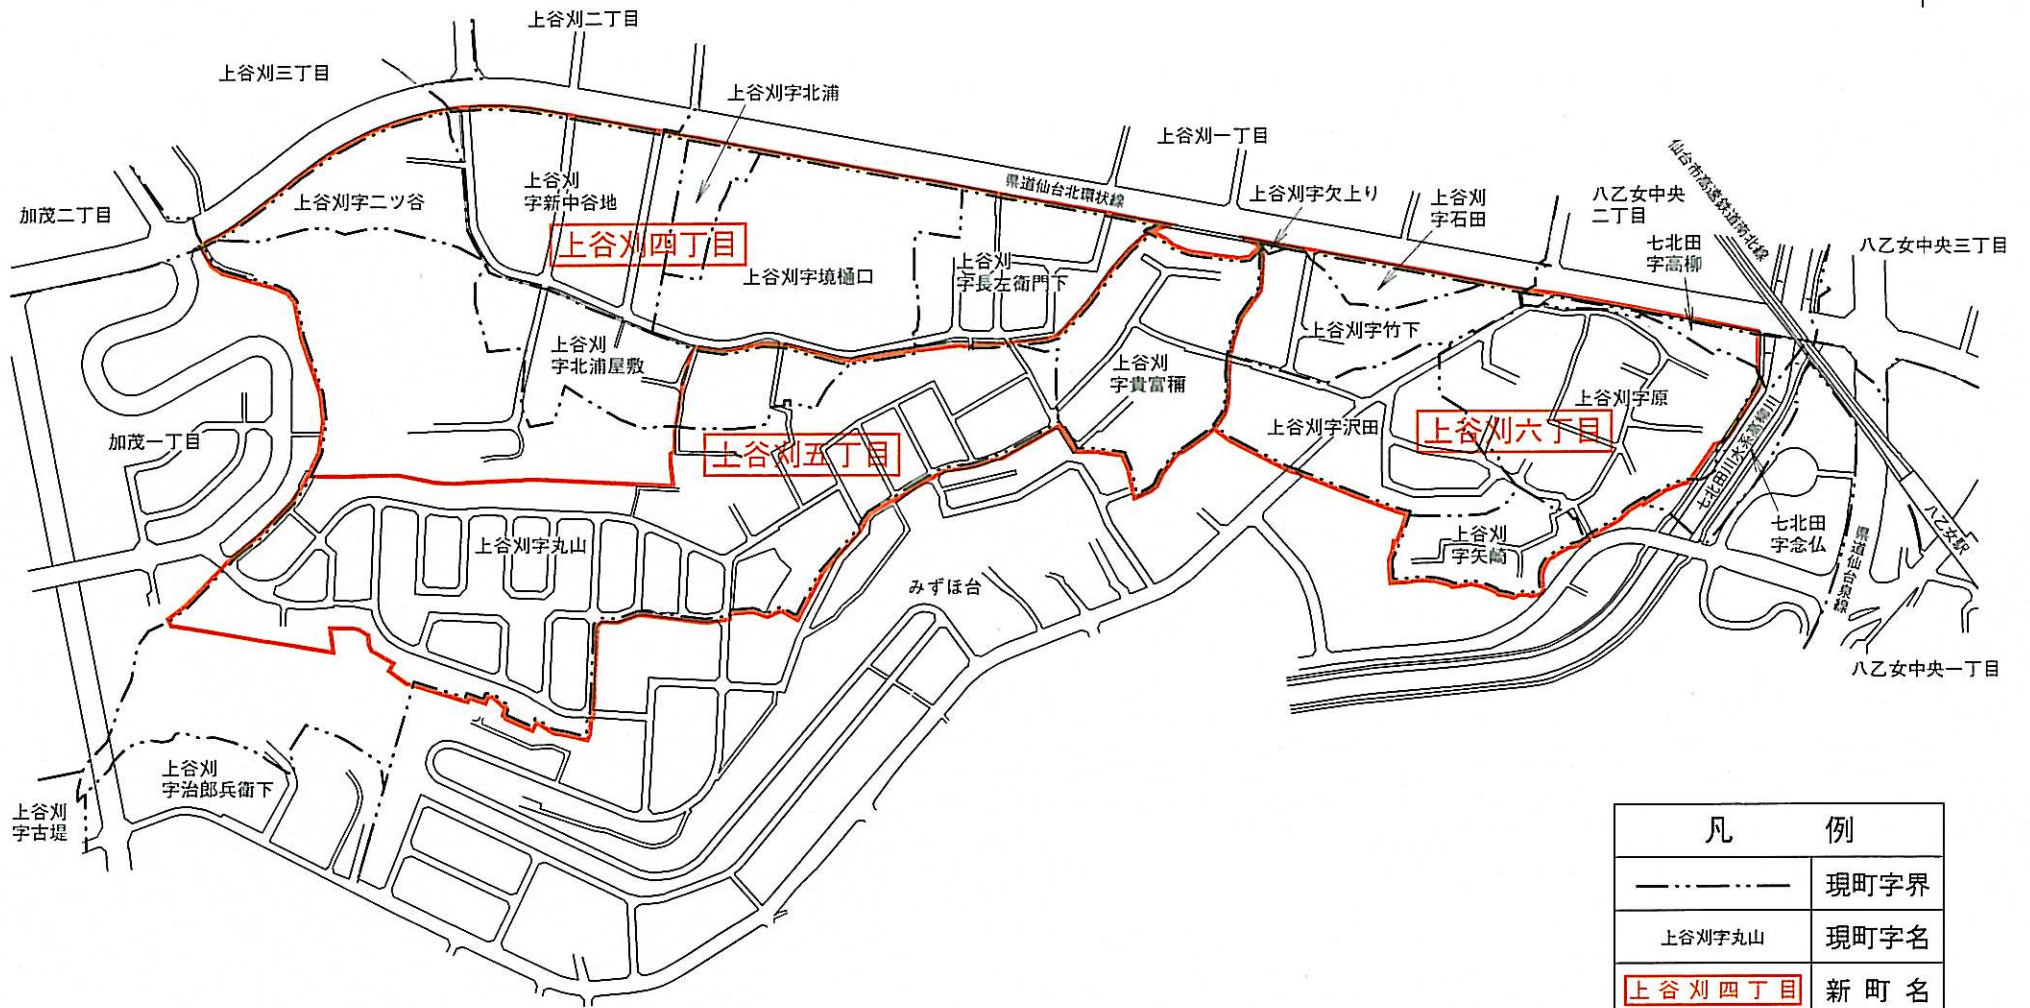 上谷刈二丁目
上谷刈三丁目
上谷刈字北浦
上谷刈一丁目
県道仙台北環状線
仙台市高速鉄道南北線
加茂二丁目
上谷刈字二ツ谷
上谷刈
字新中谷地
上谷刈四丁目
上谷刈字境樋口
上谷刈
字長左衛門下
上谷刈字欠上り
上谷刈
字石田
八乙女中央
二丁目
七北田
字高柳
八乙女中央三丁目
上谷刈字竹下
上谷刈
字北浦屋敷
上谷刈
字貴富稲
上谷刈字原
加茂一丁目
上谷刈五丁目
上谷刈字沢田
上谷刈六丁目
七北田川水系高柳川
上谷刈字丸山
上谷刈
字矢崎
七北田
字念仏
県道仙台泉線
八乙女駅
みずほ台
八乙女中央一丁目
上谷刈
字治郎兵衛下
上谷刈
字古堤
凡 例
現町字界
上谷刈字丸山 現町字名
上谷刈四丁目 新町名